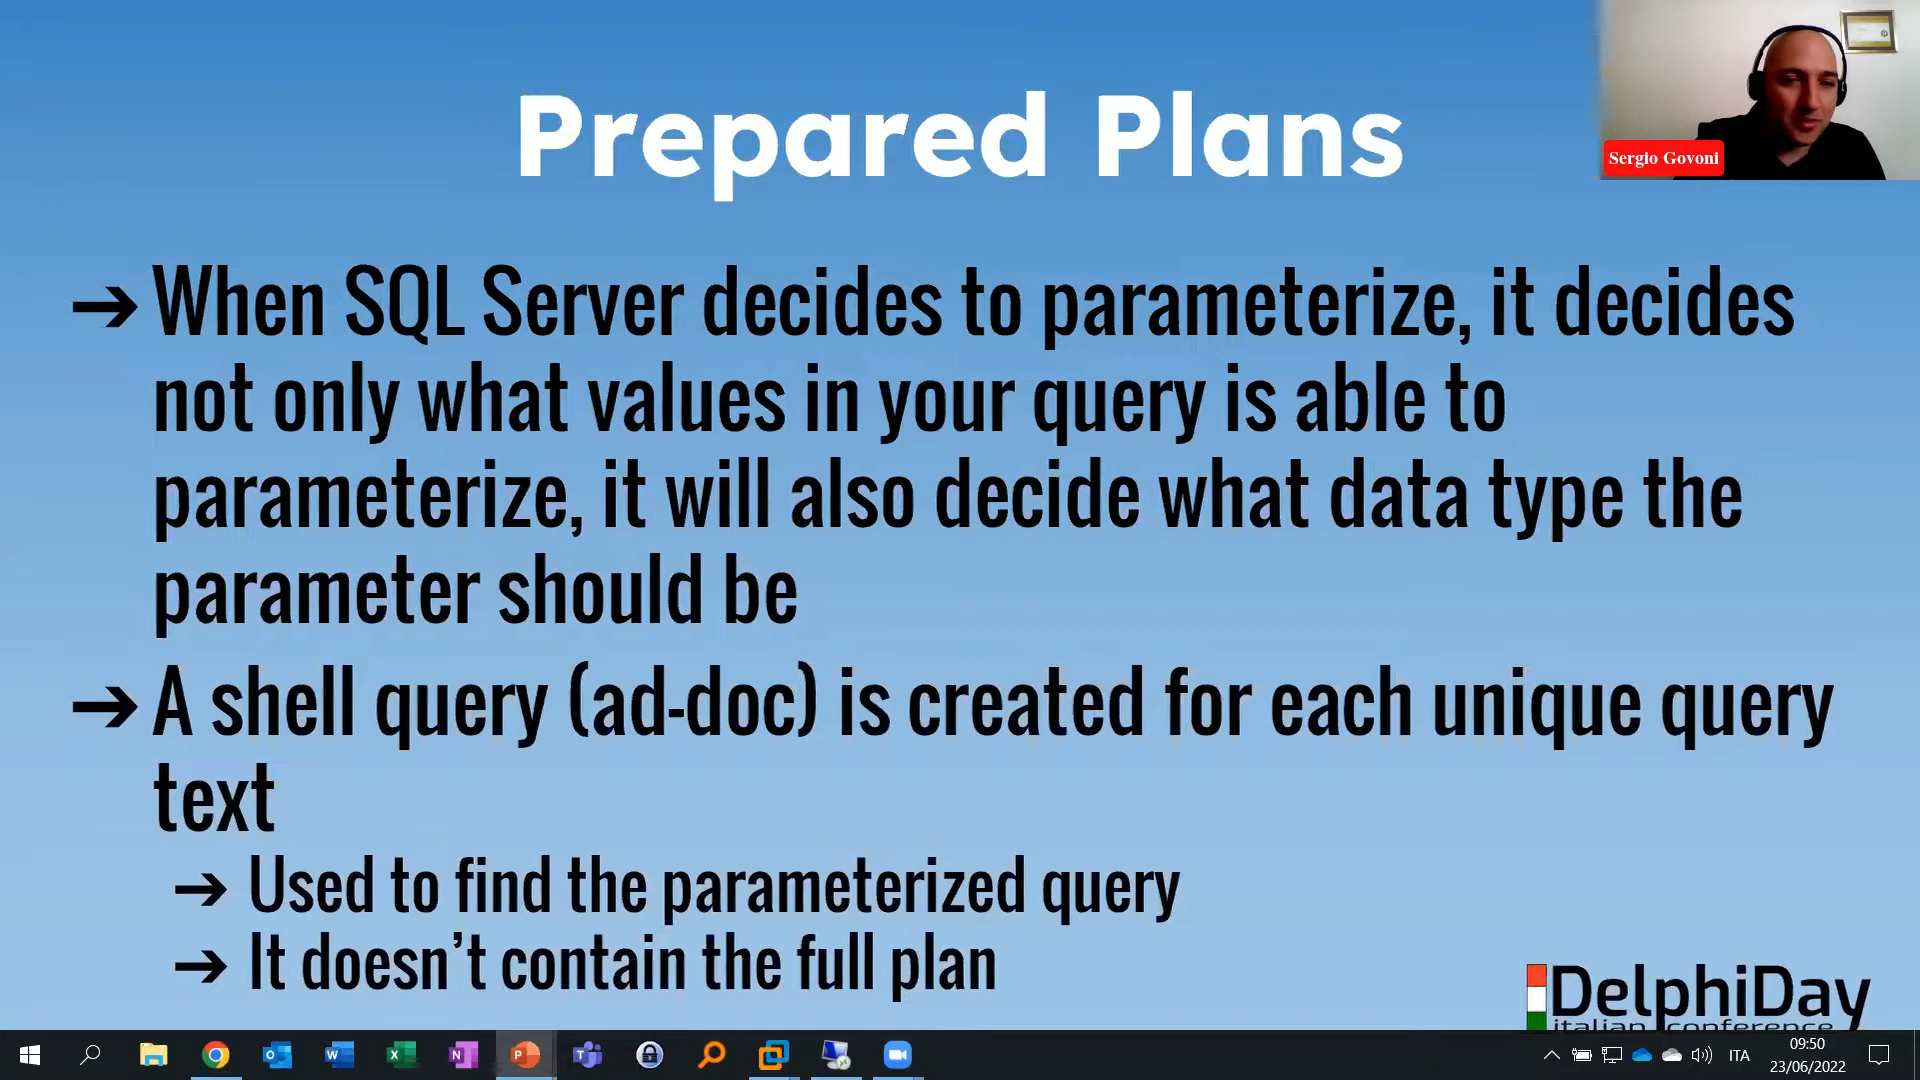 Prepared Plans
Sergio Govoni
➔ When SQL Server decides to parameterize, it decides
not only what values in your query is able to
parameterize, it will also decide what data type the
parameter should be
➔ A shell query (ad-doc) is created for each unique query
text
➔ Used to find the parameterized query
➔ It doesn’t contain the full plan
DelphiDay
italian conference
ITA
09:50
23/06/2022